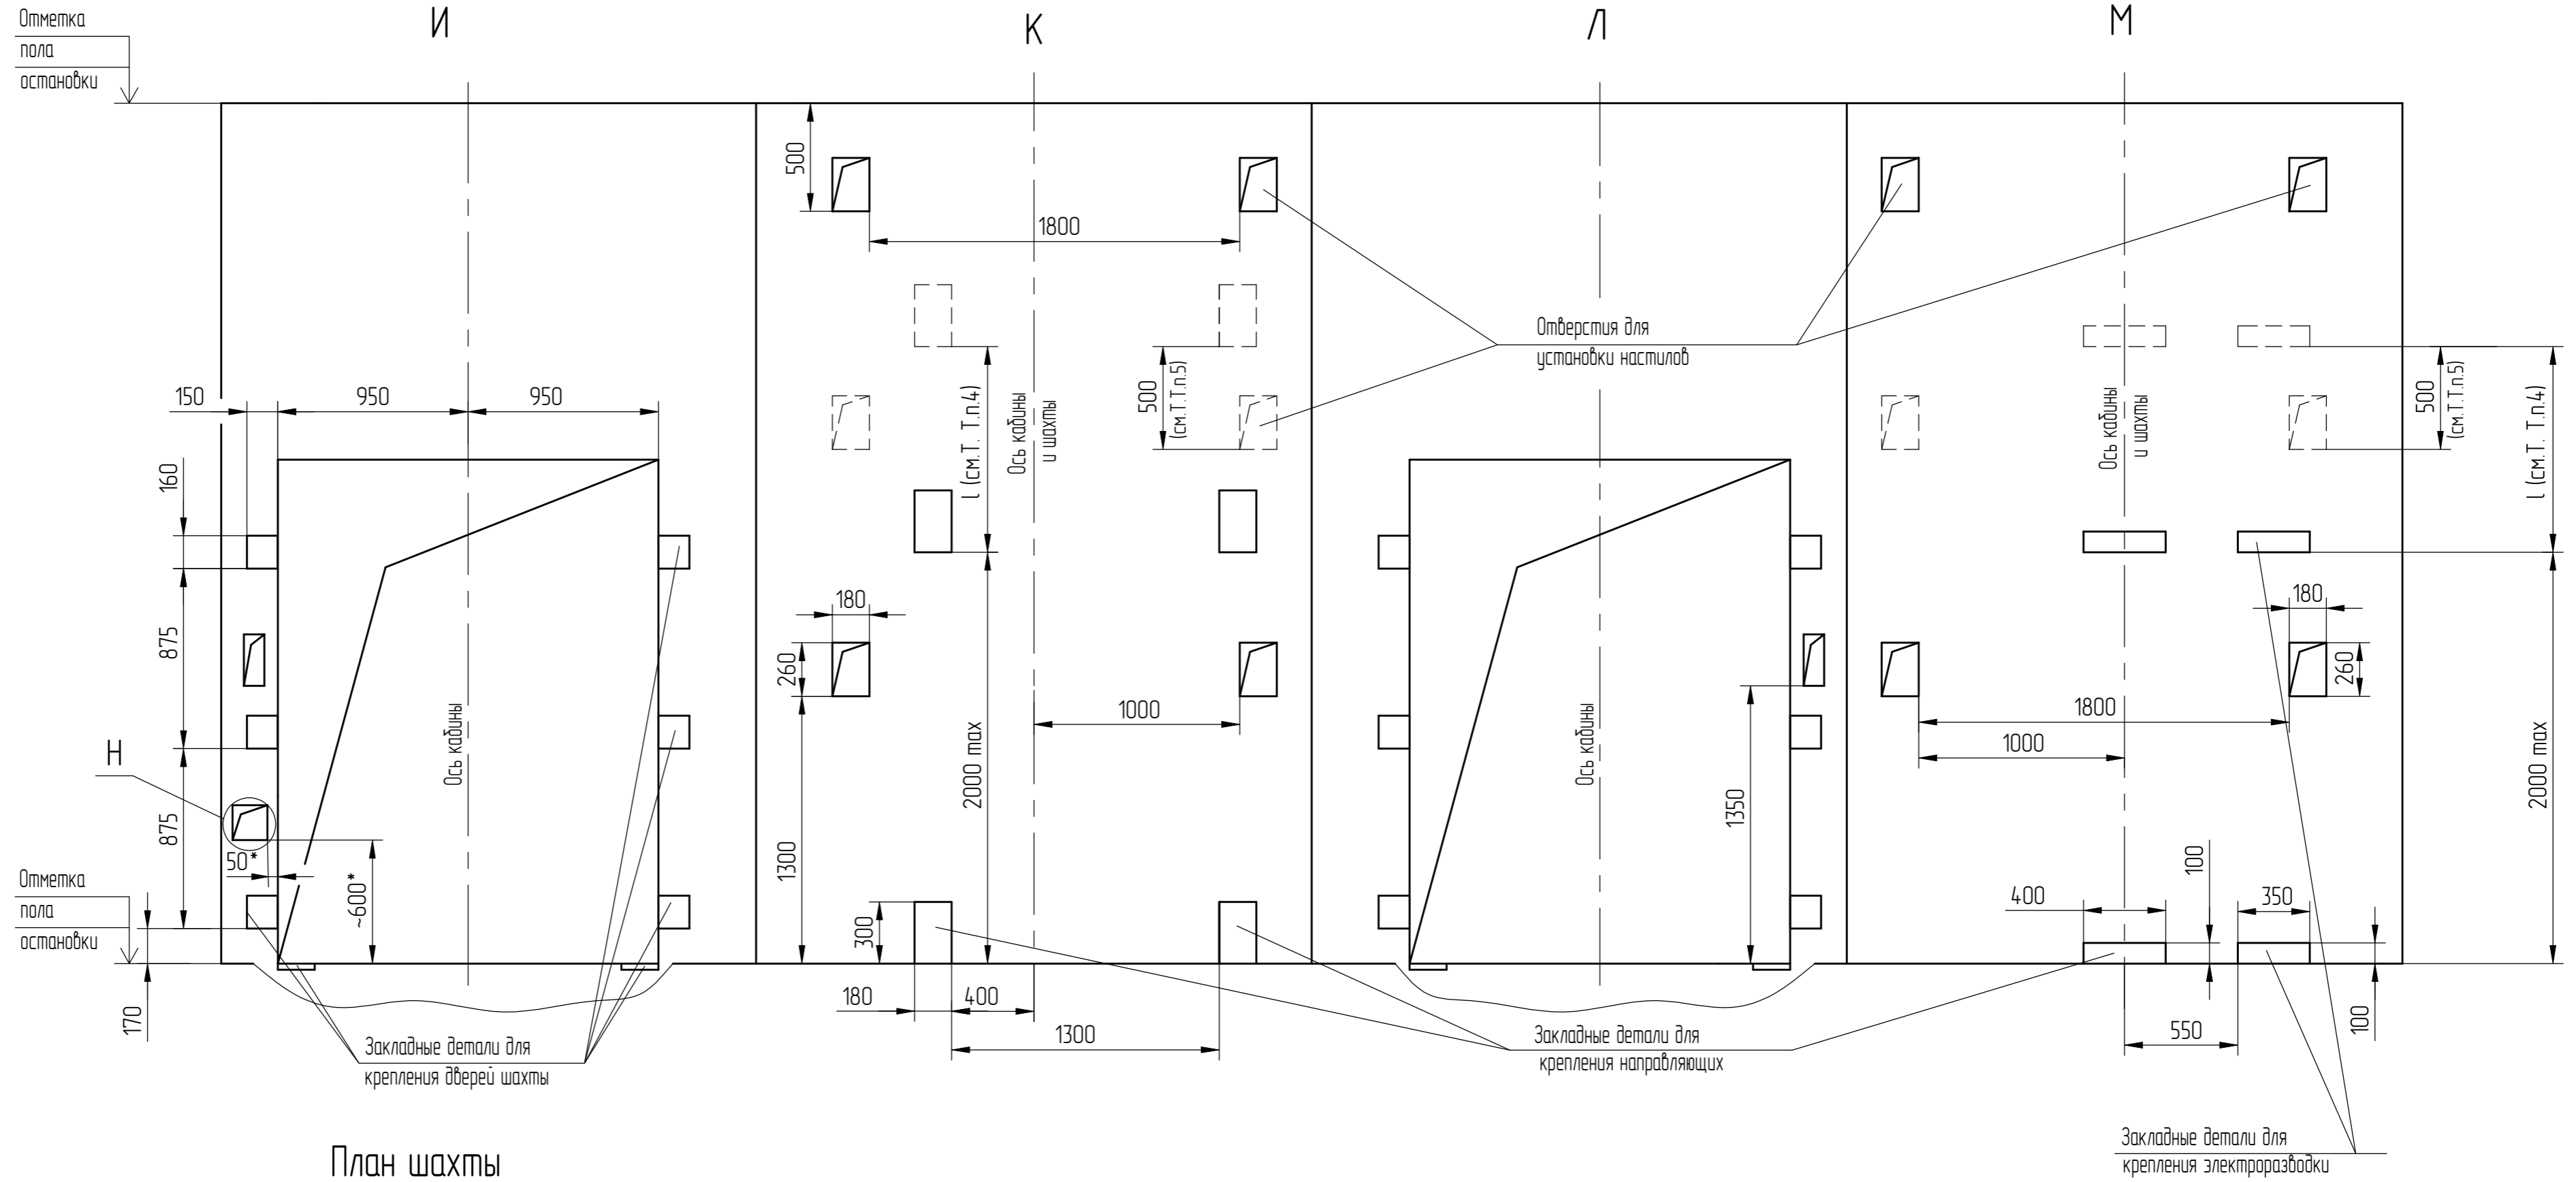 Отметка
пола
остановки
И
К
Л
М
500
1800
Отверстия для
установки настилов
150
950
950
160
875
875
Н
50*
~600*
170
Отметка
пола
остановки
Ось кабины
Закладные детали для
крепления дверей шахты
l (см.Т. Т.п.4)
Ось кабины
и шахты
500
(см.Т.Т.п.5)
180
260
1300
2000 max
1000
300
180
400
1300
Ось кабины
1350
Закладные детали для
крепления направляющих
Ось кабины
и шахты
500
(см.Т.Т.п.5)
l (см.Т. Т.п.4)
180
260
1800
1000
2000 max
400
100
350
100
550
Закладные детали для
крепления электроразводки
План шахты